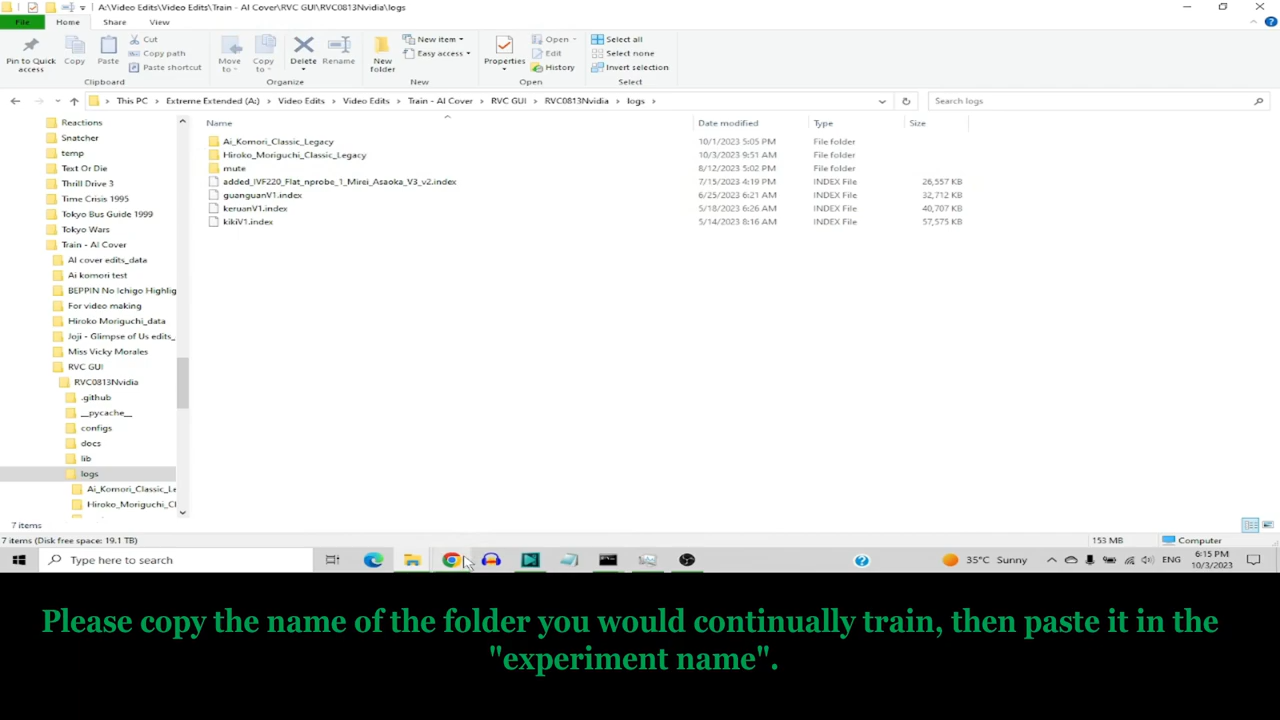 A:\Video Edits\Video Edits\Train - AI Cover\RVC GUI\RVC0813Nvidia\logs
File Home Share View
Pin to Quick access
Copy
Paste
Cut
Copy path
Paste shortcut
Clipboard
Move to
Copy to
Delete
Rename
Organize
New folder
New item
Easy access
New
Properties
Open
Edit
History
Open
Select all
Select none
Invert selection
Select
This PC > Extreme Extended (A:) > Video Edits > Video Edits > Train - AI Cover > RVC GUI > RVC0813Nvidia > logs >
Search logs
Reactions
Snatcher
temp
Text Or Die
Thrill Drive 3
Time Crisis 1995
Tokyo Bus Guide 1999
Tokyo Wars
Train - AI Cover
AI cover edits_data
Ai komori test
BEPPIN No Ichigo Highlig
For video making
Hiroko Moriguchi_data
Joji - Glimpse of Us edits_
Miss Vicky Morales
RVC GUI
RVC0813Nvidia
.github
__pycache__
configs
docs
lib
logs
Ai_Komori_Classic_Le
Hiroko_Moriguchi_Cl
Name Date modified Type Size
Ai_Komori_Classic_Legacy 10/1/2023 5:05 PM File folder
Hiroko_Moriguchi_Classic_Legacy 10/3/2023 9:51 AM File folder
mute 8/12/2023 5:02 PM File folder
added_IVF220_Flat_nprobe_1_Mirei_Asaoka_V3_v2.index 7/15/2023 4:19 PM INDEX File 26,557 KB
guanguanV1.index 6/25/2023 6:21 AM INDEX File 32,712 KB
keruanV1.index 5/18/2023 6:26 AM INDEX File 40,707 KB
kikiV1.index 5/14/2023 8:16 AM INDEX File 57,575 KB
7 items
7 items (Disk free space: 19.1 TB) 153 MB Computer
Type here to search
35°C Sunny
ENG
6:15 PM
10/3/2023
Please copy the name of the folder you would continually train, then paste it in the
"experiment name".